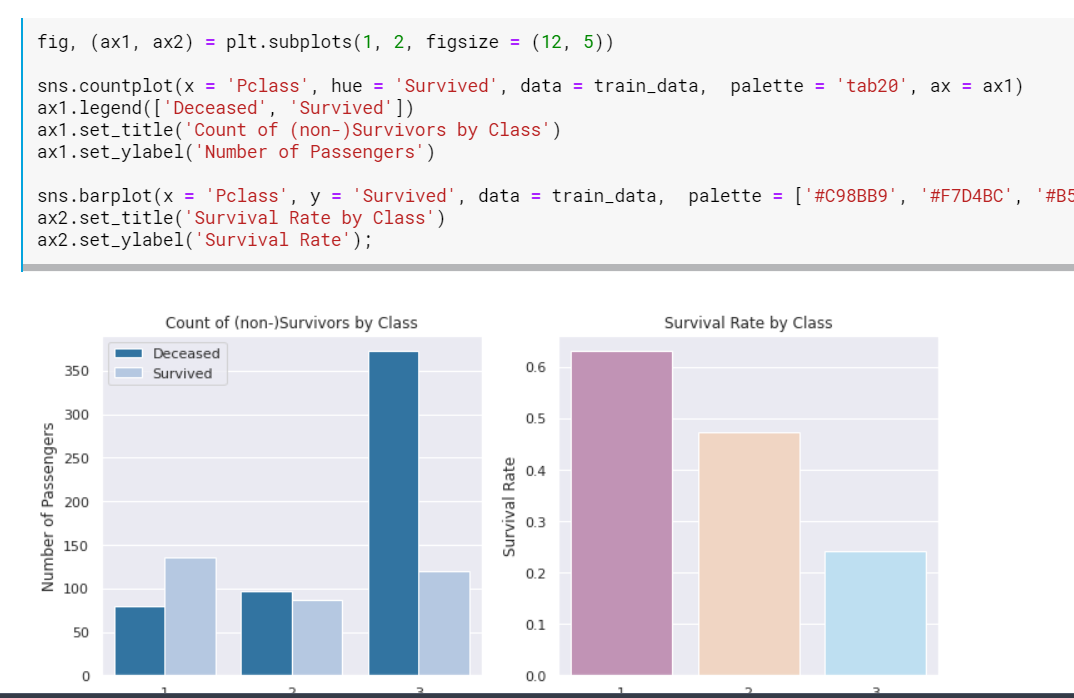 fig, (ax1, ax2) = plt.subplots(1, 2, figsize = (12, 5))
sns.countplot(x = 'Pclass', hue = 'Survived', data = train_data,  palette = 'tab20', ax = ax1)
ax1.legend(['Deceased', 'Survived'])
ax1.set_title('Count of (non-)Survivors by Class')
ax1.set_ylabel('Number of Passengers')
sns.barplot(x = 'Pclass', y = 'Survived', data = train_data,  palette = ['#C98BB9', '#F7D4BC', '#B5
ax2.set_title('Survival Rate by Class')
ax2.set_ylabel('Survival Rate');
Count of (non-)Survivors by Class
Deceased
Survived
Number of Passengers
350
300
250
200
150
100
50
0
1 2 3
Survival Rate by Class
Survival Rate
0.6
0.5
0.4
0.3
0.2
0.1
0.0
1 2 3